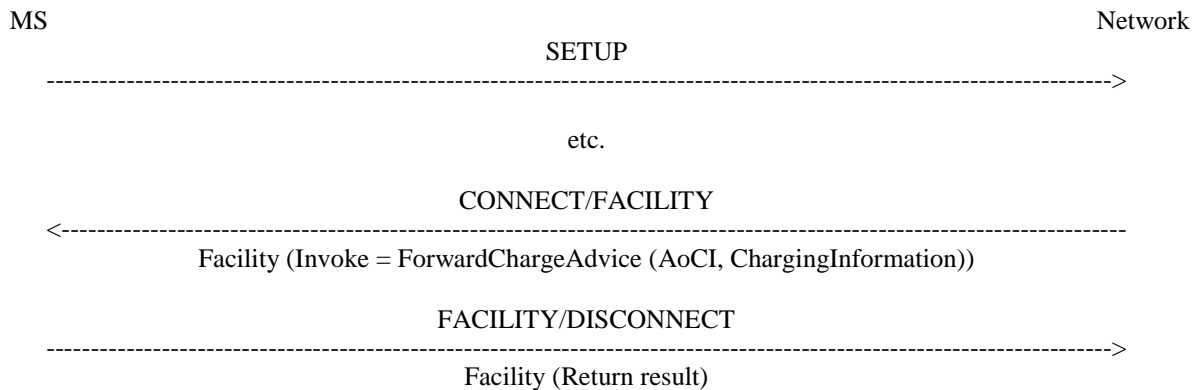 MS Network
SETUP
------------------------------------------------------------------------------------------------------------------------>
etc.
CONNECT/FACILITY
<------------------------------------------------------------------------------------------------------------------------
Facility (Invoke = ForwardChargeAdvice (AoCI, ChargingInformation))
FACILITY/DISCONNECT
------------------------------------------------------------------------------------------------------------------------>
Facility (Return result)